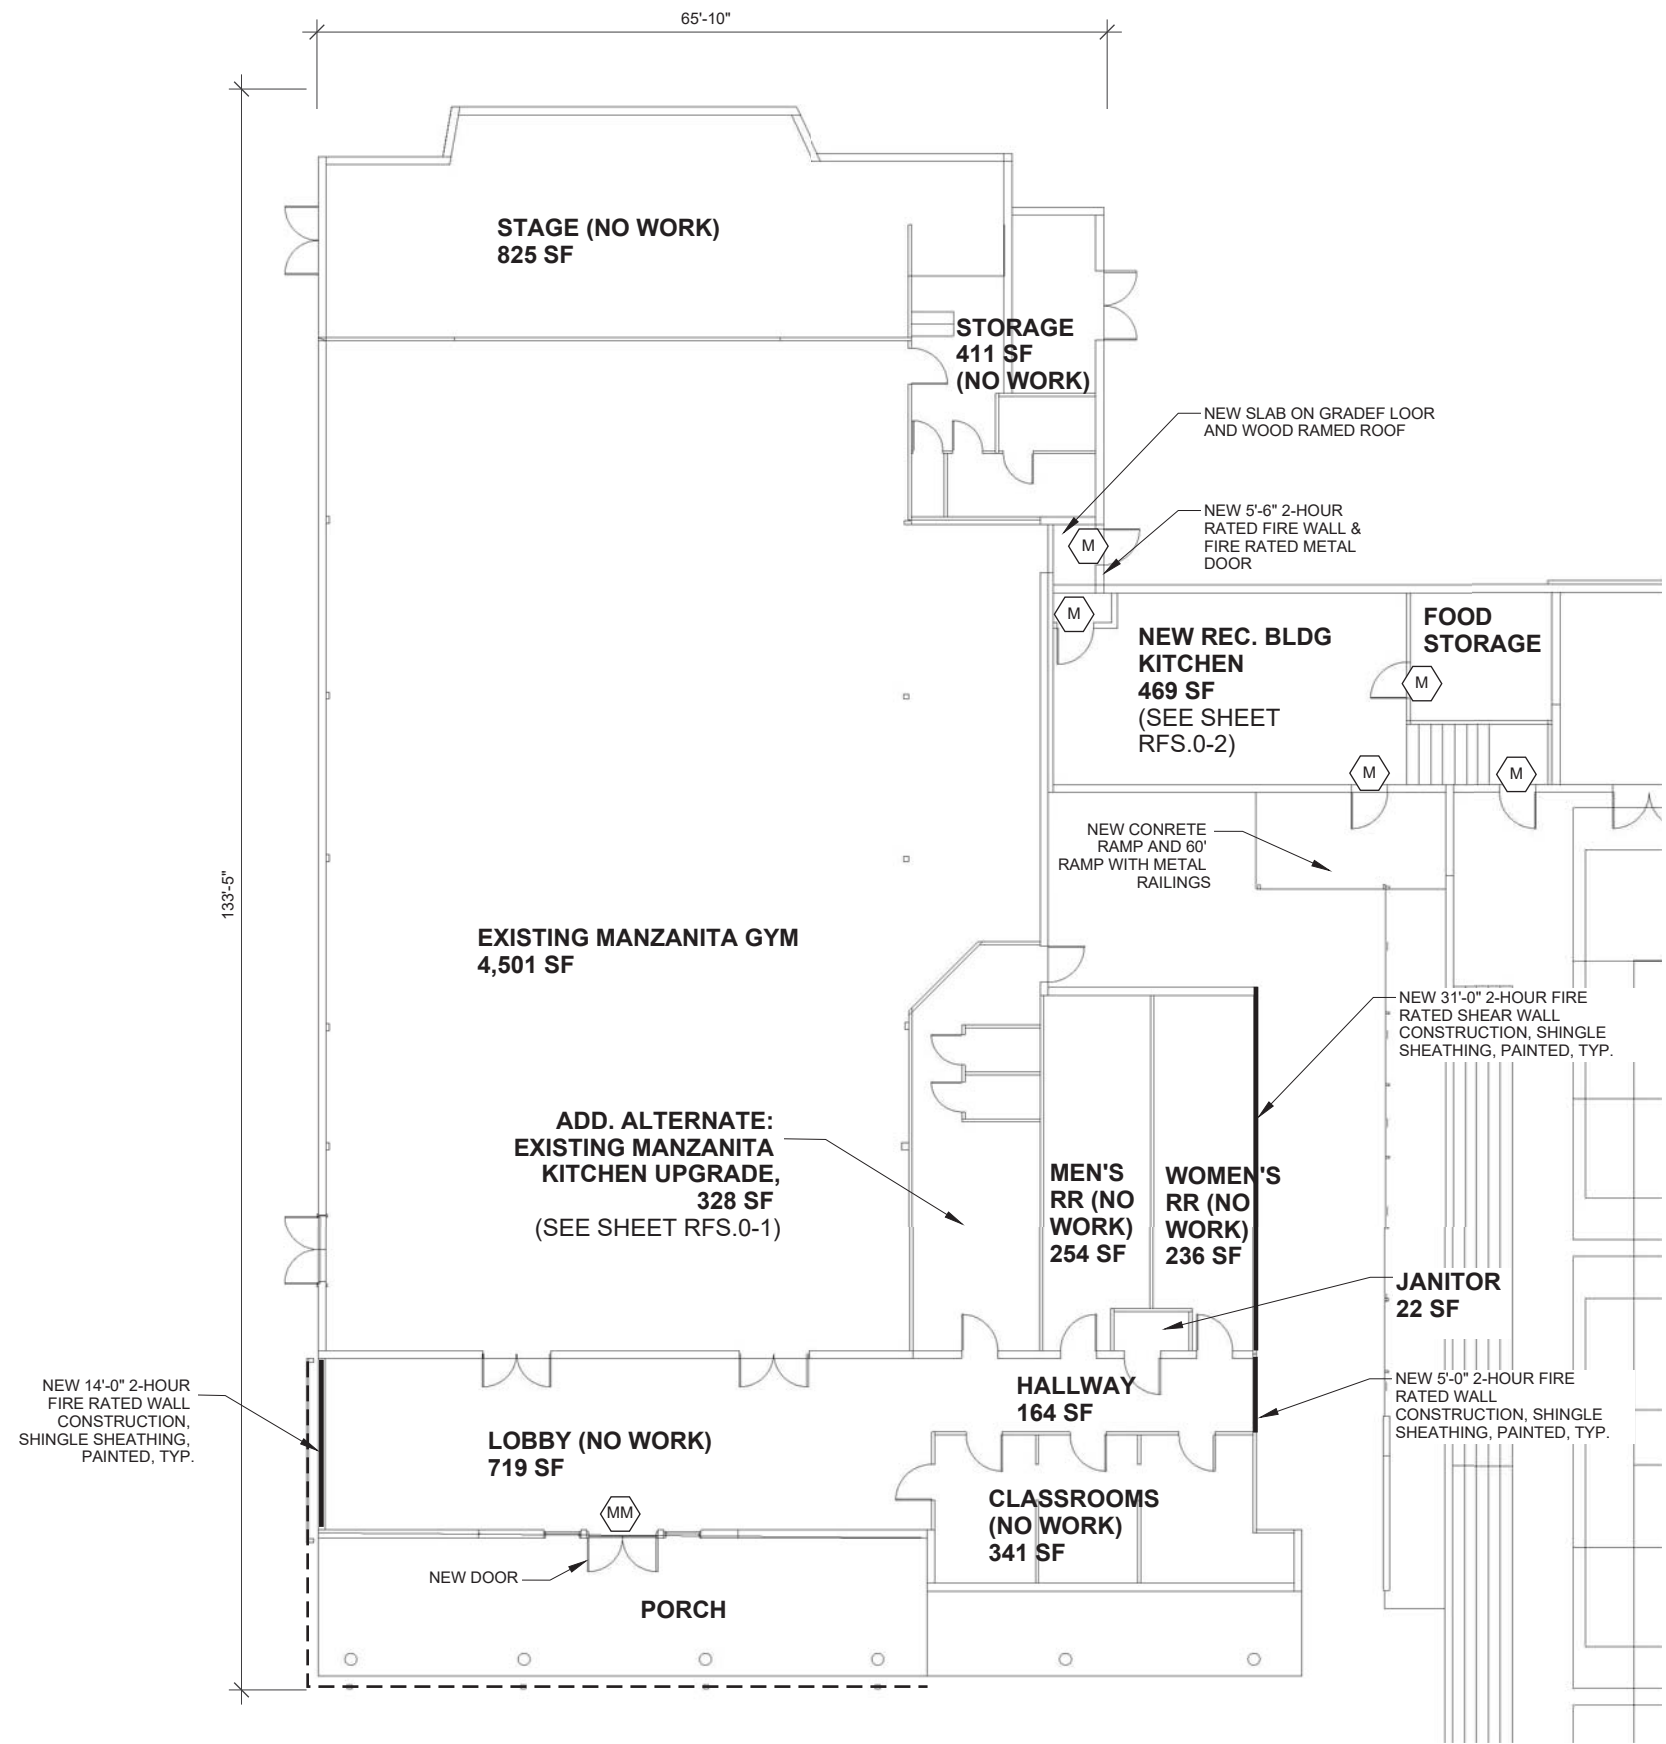 65'-10"
133'-5"
STAGE (NO WORK)
825 SF
STORAGE
411 SF
(NO WORK)
NEW SLAB ON GRADEF LOOR
AND WOOD RAMED ROOF
NEW 5'-6" 2-HOUR
RATED FIRE WALL &
FIRE RATED METAL
DOOR
M
M
NEW REC. BLDG
KITCHEN
469 SF
(SEE SHEET
RFS.0-2)
FOOD
STORAGE
M
M
M
NEW CONRETE
RAMP AND 60'
RAMP WITH METAL
RAILINGS
EXISTING MANZANITA GYM
4,501 SF
NEW 31'-0" 2-HOUR FIRE
RATED SHEAR WALL
CONSTRUCTION, SHINGLE
SHEATHING, PAINTED, TYP.
ADD. ALTERNATE:
EXISTING MANZANITA
KITCHEN UPGRADE,
328 SF
(SEE SHEET RFS.0-1)
MEN'S
RR (NO
WORK)
254 SF
WOMEN'S
RR (NO
WORK)
236 SF
JANITOR
22 SF
NEW 14'-0" 2-HOUR
FIRE RATED WALL
CONSTRUCTION,
SHINGLE SHEATHING,
PAINTED, TYP.
HALLWAY
164 SF
NEW 5'-0" 2-HOUR FIRE
RATED WALL
CONSTRUCTION, SHINGLE
SHEATHING, PAINTED, TYP.
LOBBY (NO WORK)
719 SF
CLASSROOMS
(NO WORK)
341 SF
MM
NEW DOOR
PORCH